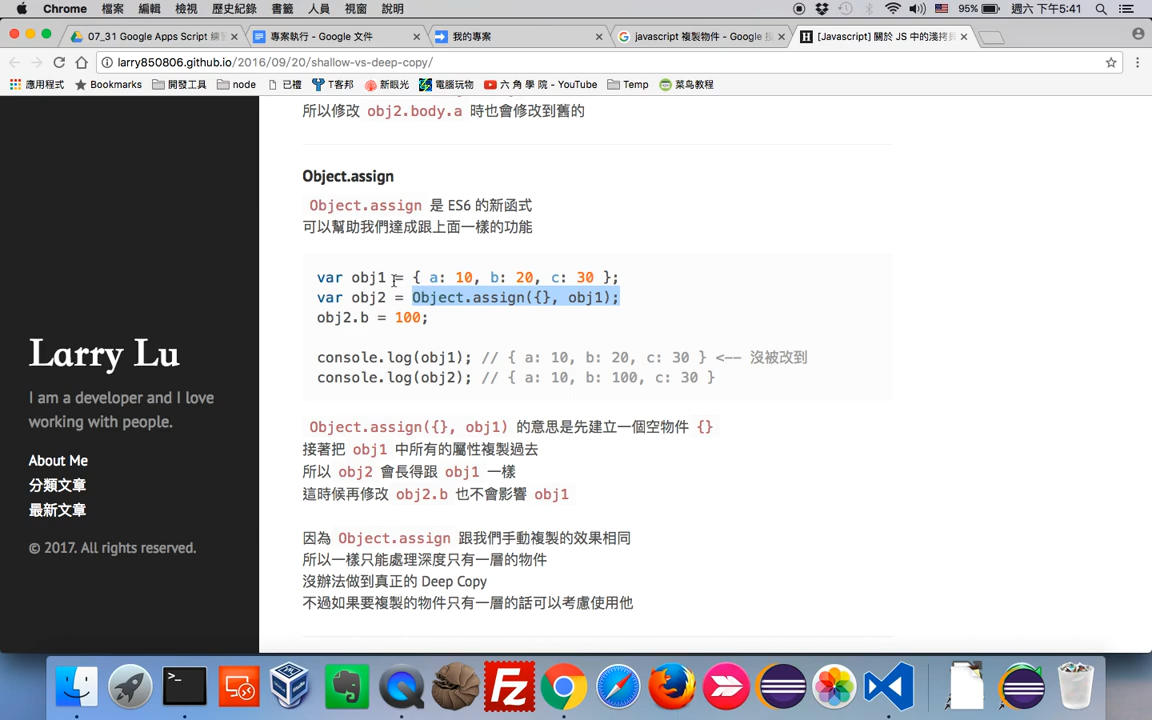 Chrome 檔案 編輯 檢視 歷史紀錄 書籤 人員 視窗 說明 95% 週六 下午5:41
07_31 Google Apps Script 練
專案執行 - Google 文件
我的專案
javascript 複製物件 - Google 搜
[Javascript] 關於 JS 中的淺拷貝
larry850806.github.io/2016/09/20/shallow-vs-deep-copy/
應用程式 Bookmarks 開發工具 node 已禮 T客邦 新眼光 電腦玩物 六 角 學 院 - YouTube Temp 菜鸟教程
所以修改 obj2.body.a 時也會修改到舊的
Object.assign
Object.assign 是 ES6 的新函式
可以幫助我們達成跟上面一樣的功能
var obj1 = { a: 10, b: 20, c: 30 };
var obj2 = Object.assign({}, obj1);
obj2.b = 100;
console.log(obj1); // { a: 10, b: 20, c: 30 } <-- 沒被改到
console.log(obj2); // { a: 10, b: 100, c: 30 }
Object.assign({}, obj1) 的意思是先建立一個空物件 {}
接著把 obj1 中所有的屬性複製過去
所以 obj2 會長得跟 obj1 一樣
這時候再修改 obj2.b 也不會影響 obj1
因為 Object.assign 跟我們手動複製的效果相同
所以一樣只能處理深度只有一層的物件
沒辦法做到真正的 Deep Copy
不過如果要複製的物件只有一層的話可以考慮使用他
Larry Lu
I am a developer and I love
working with people.
About Me
分類文章
最新文章
© 2017. All rights reserved.